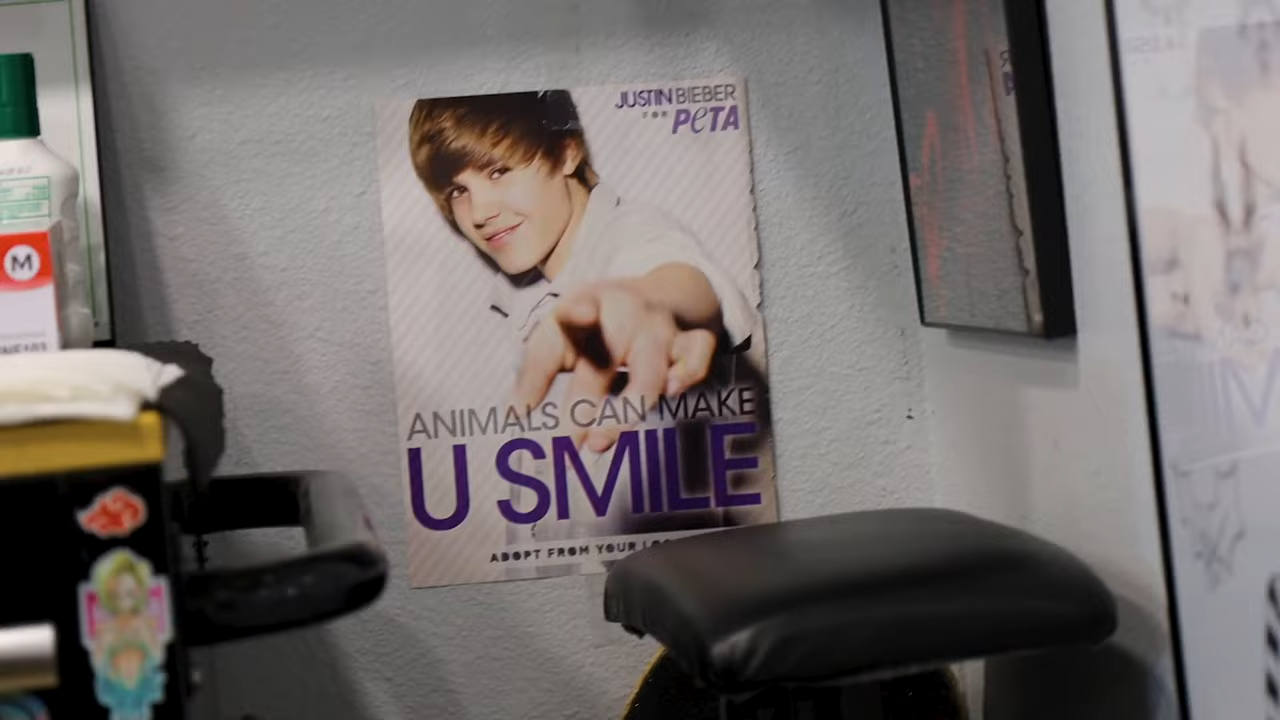 JUSTIN BIEBER
FOR PeTA
ANIMALS CAN MAKE
U SMILE
ADOPT FROM YOUR
M